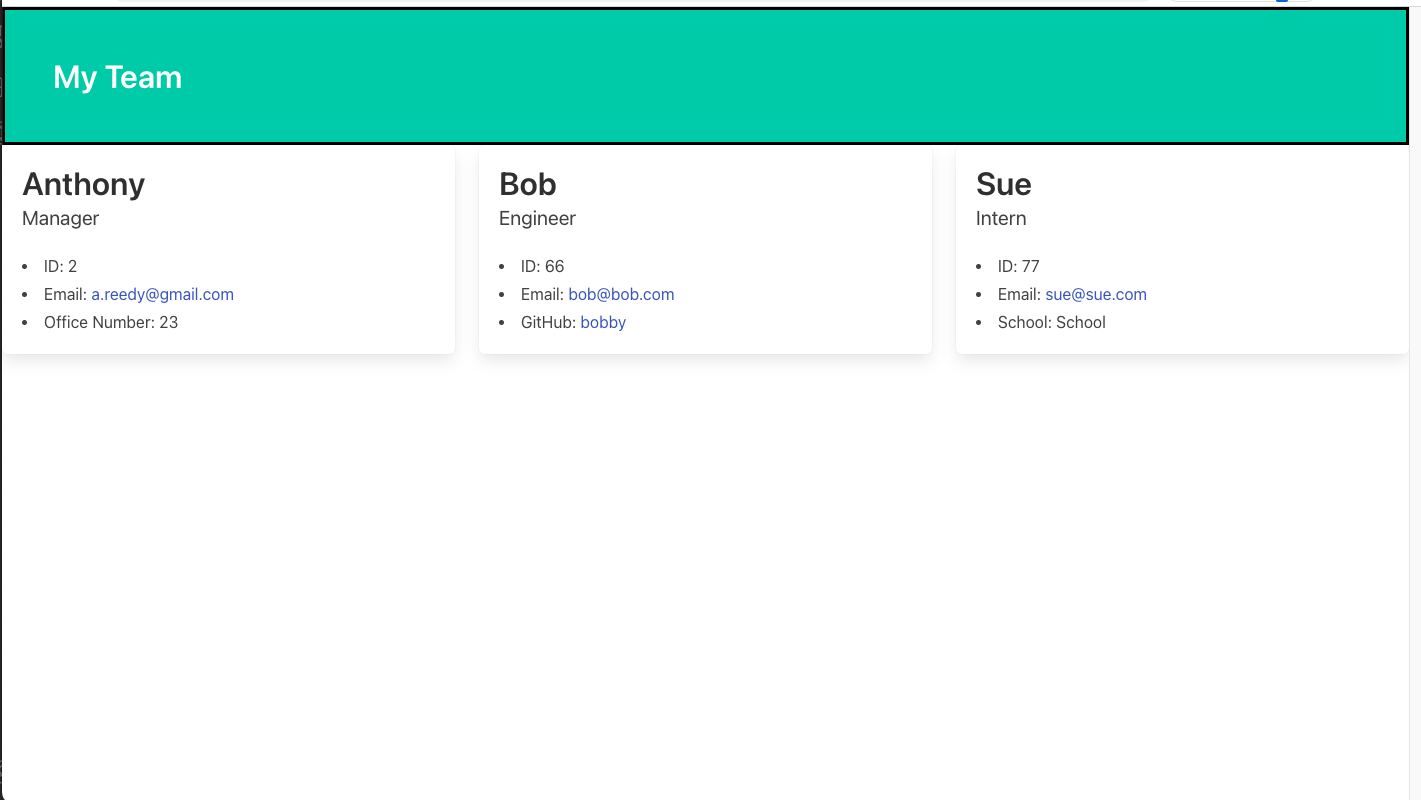 My Team
Anthony
Manager
• ID: 2
• Email: a.reedy@gmail.com
• Office Number: 23
Bob
Engineer
• ID: 66
• Email: bob@bob.com
• GitHub: bobby
Sue
Intern
• ID: 77
• Email: sue@sue.com
• School: School